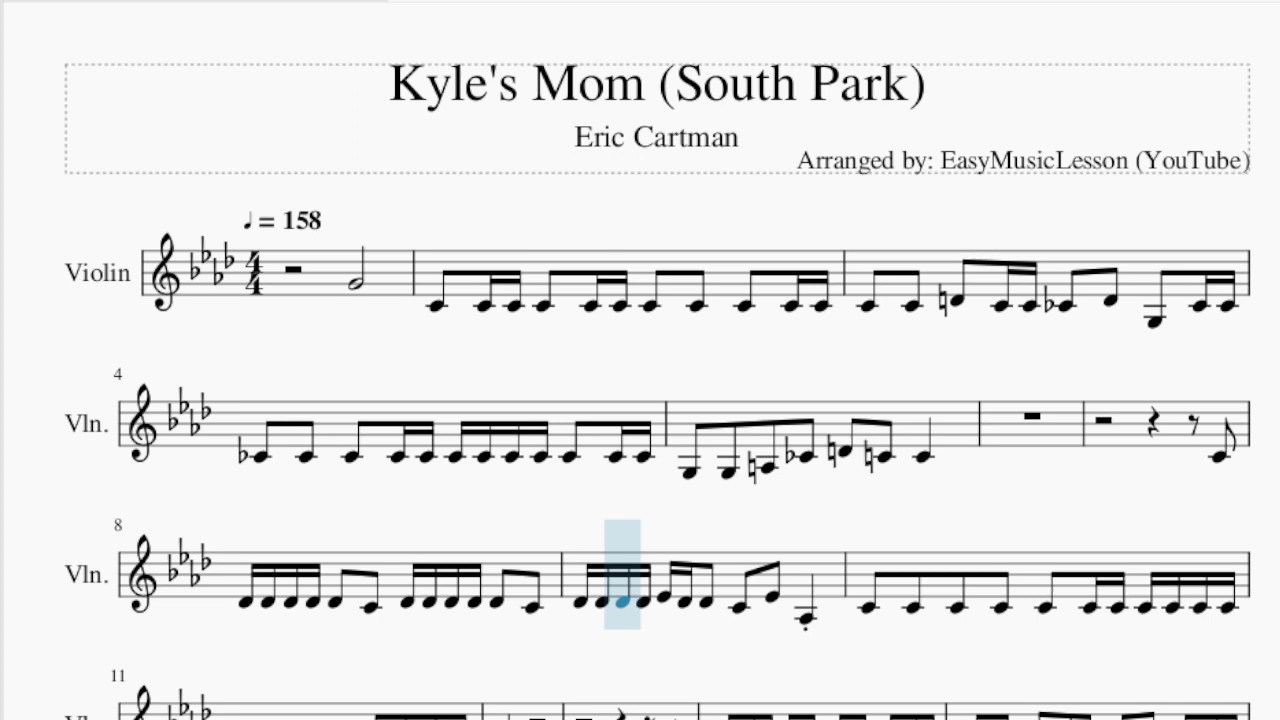 Kyle's Mom (South Park)
Eric Cartman
Arranged by: EasyMusicLesson (YouTube)
♩ = 158
Violin
4
Vln.
8
Vln.
11